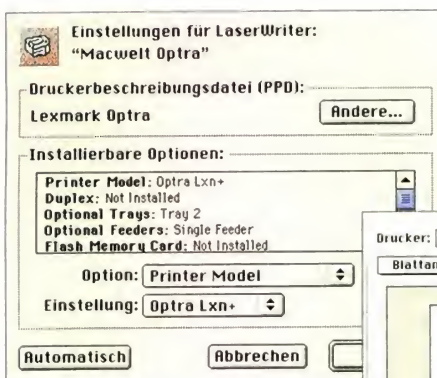 Einstellungen für LaserWriter:
“Macwelt Optra”
Druckerbeschreibungsdatei (PPD):
Lexmark Optra
Andere...
Installierbare Optionen:
Printer Model: Optra Lxn+
Duplex: Not Installed
Optional Trays: Tray 2
Optional Feeders: Single Feeder
Flash Memory Card: Not Installed
Option: Printer Model
Einstellung: Optra Lxn+
Automatisch
Abbrechen
Drucker: